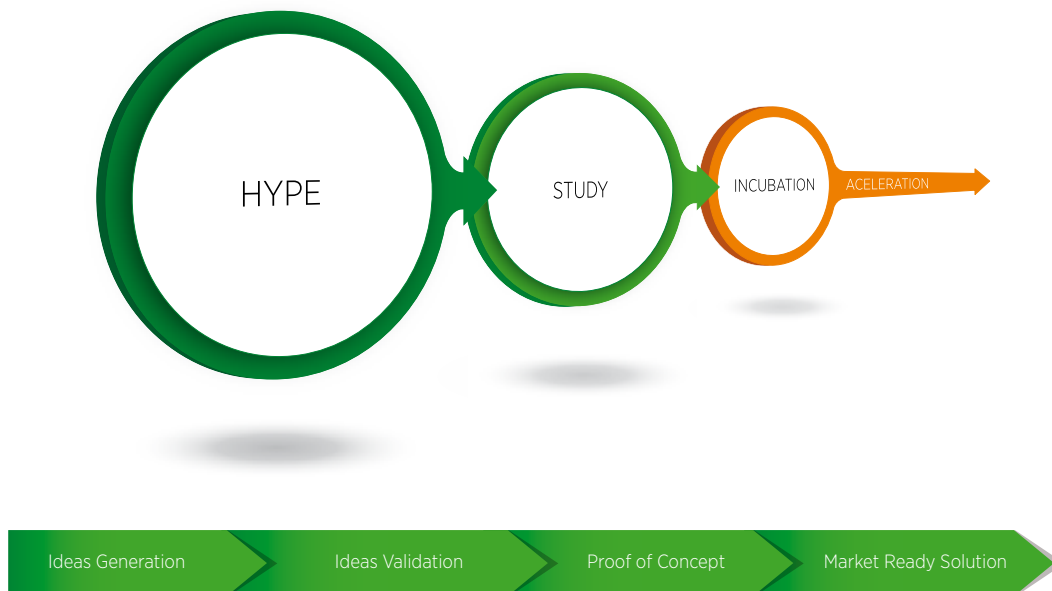 HYPE
STUDY
INCUBATION
ACELERATION
Ideas Generation
Ideas Validation
Proof of Concept
Market Ready Solution